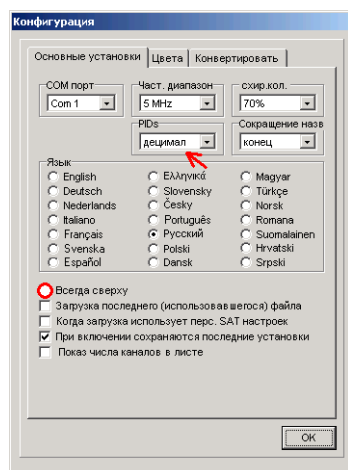 Конфигурация
Основные установки Цвета Конвертировать
COM порт Част. диапазон схир.кол.
Com 1 5 MHz 70%
PIDs Сокращение назв
децимал конец
Язык
English Ελληνικά Magyar
Deutsch Slovensky Türkçe
Nederlands Česky Norsk
Italiano Português Romana
Français Русский Suomalainen
Svenska Polski Hrvatski
Español Dansk Srpski
Всегда сверху
Загрузка последнего (использовавшегося) файла
Когда загрузка использует перс. SAT настроек
При включении сохраняются последние установки
Показ числа каналов в листе
OK